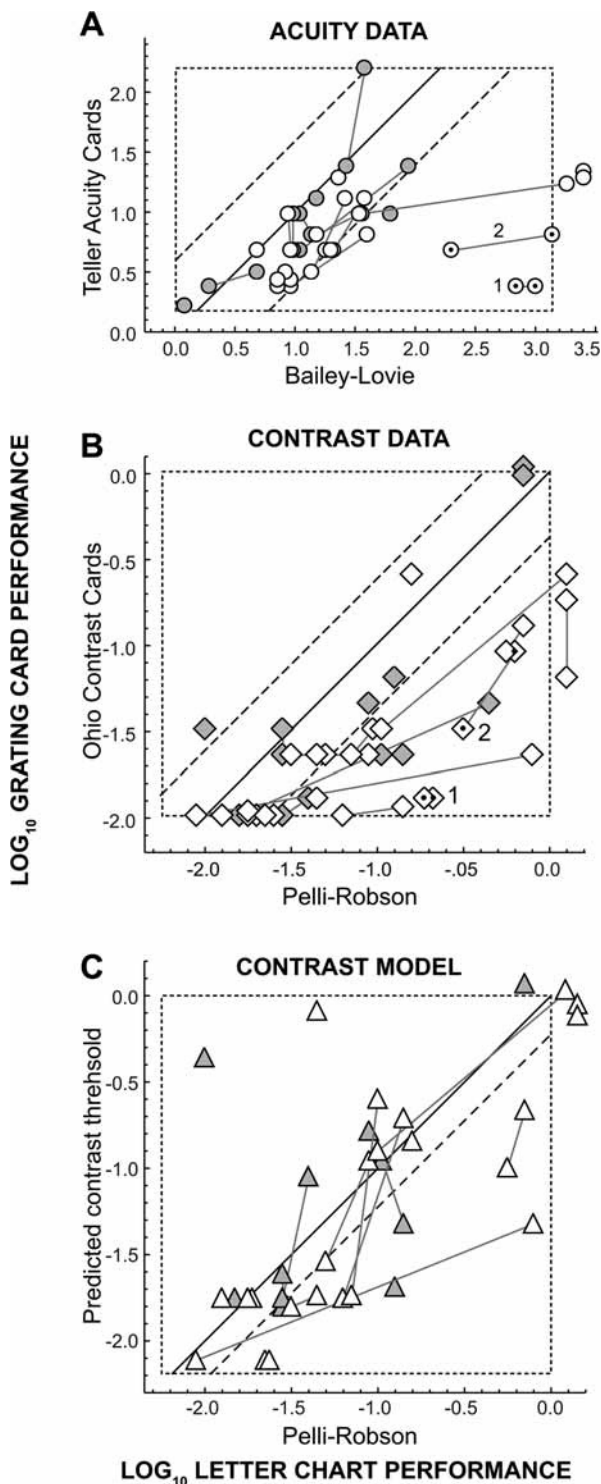 A
ACUITY DATA
Teller Acuity Cards
2.0
1.5
1.0
0.5
0.0
2
1
0.0 0.5 1.0 1.5 2.0 2.5 3.0 3.5
Bailey-Lovie
LOG10 GRATING CARD PERFORMANCE
B
CONTRAST DATA
Ohio Contrast Cards
0.0
-0.5
-1.0
-1.5
-2.0
2
1
-2.0 -1.5 -1.0 -.05 0.0
Pelli-Robson
C
CONTRAST MODEL
Predicted contrast threhsold
0.0
-0.5
-1.0
-1.5
-2.0
-2.0 -1.5 -1.0 -0.5 0.0
Pelli-Robson
LOG10 LETTER CHART PERFORMANCE